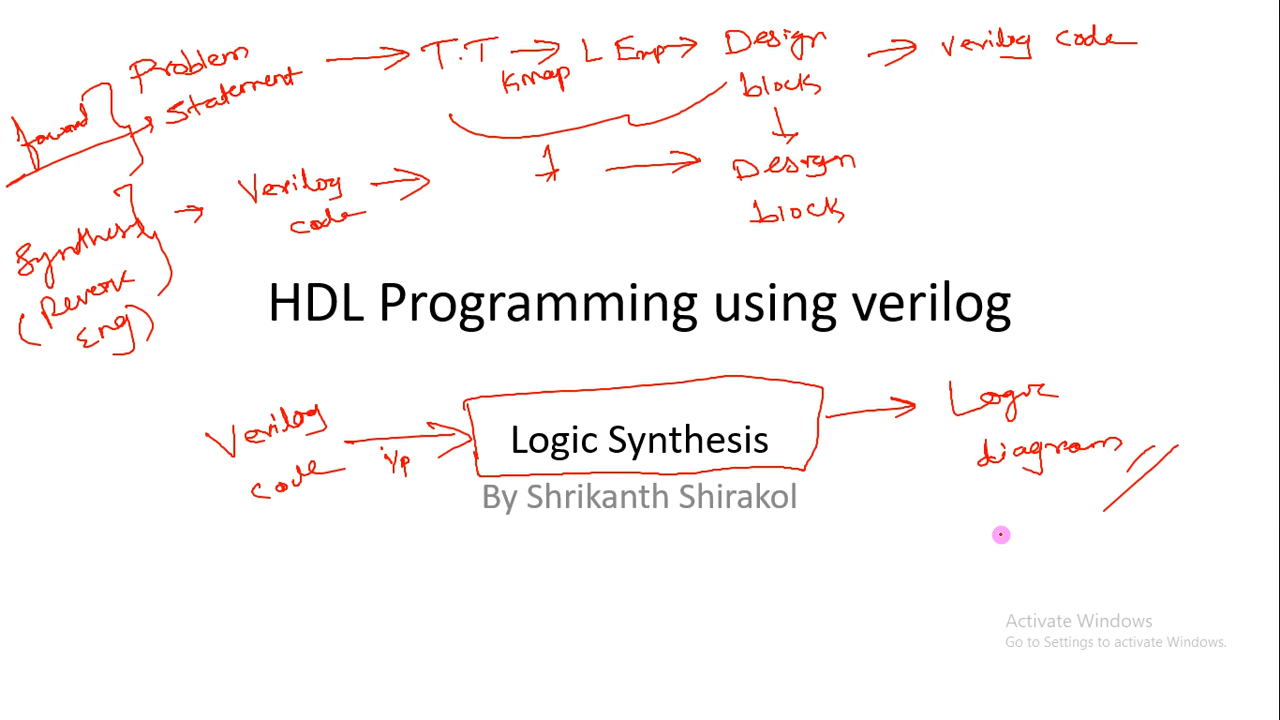 Problem Statement → T.T → L Exp → Design blocks → Verilog code
Kmap
forward
↓
Verilog code → 1 → Design block
Synthesis →
(Reverse Eng)
HDL Programming using verilog
Verilog code → i/p
Logic Synthesis
→ Logic diagram //
By Shrikanth Shirakol
Activate Windows
Go to Settings to activate Windows.